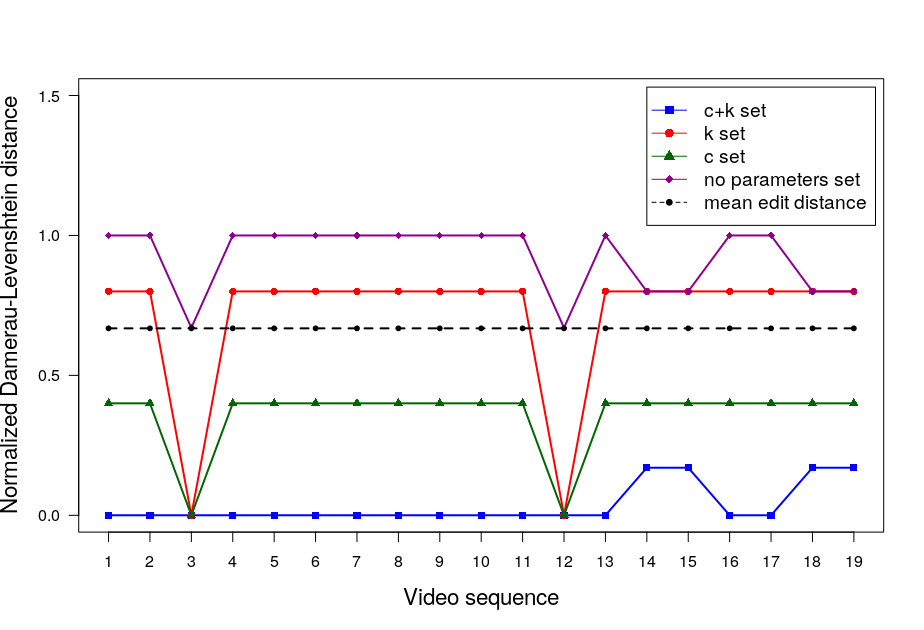 Normalized Damerau-Levenshtein distance
1.5
1.0
0.5
0.0
c+k set
k set
c set
no parameters set
mean edit distance
1 2 3 4 5 6 7 8 9 10 11 12 13 14 15 16 17 18 19
Video sequence